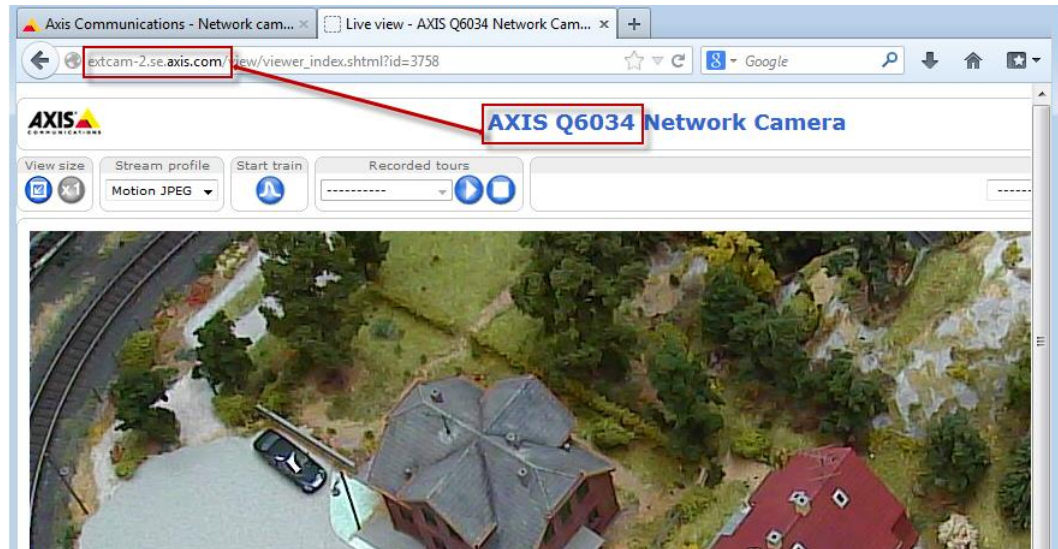 Axis Communications - Network cam...
Live view - AXIS Q6034 Network Cam...
extcam-2.se.axis.com/view/viewer_index.shtml?id=3758
Google
AXIS
COMMUNICATIONS
AXIS Q6034 Network Camera
View size
Stream profile
Start train
Recorded tours
x1
Motion JPEG
----------
-----